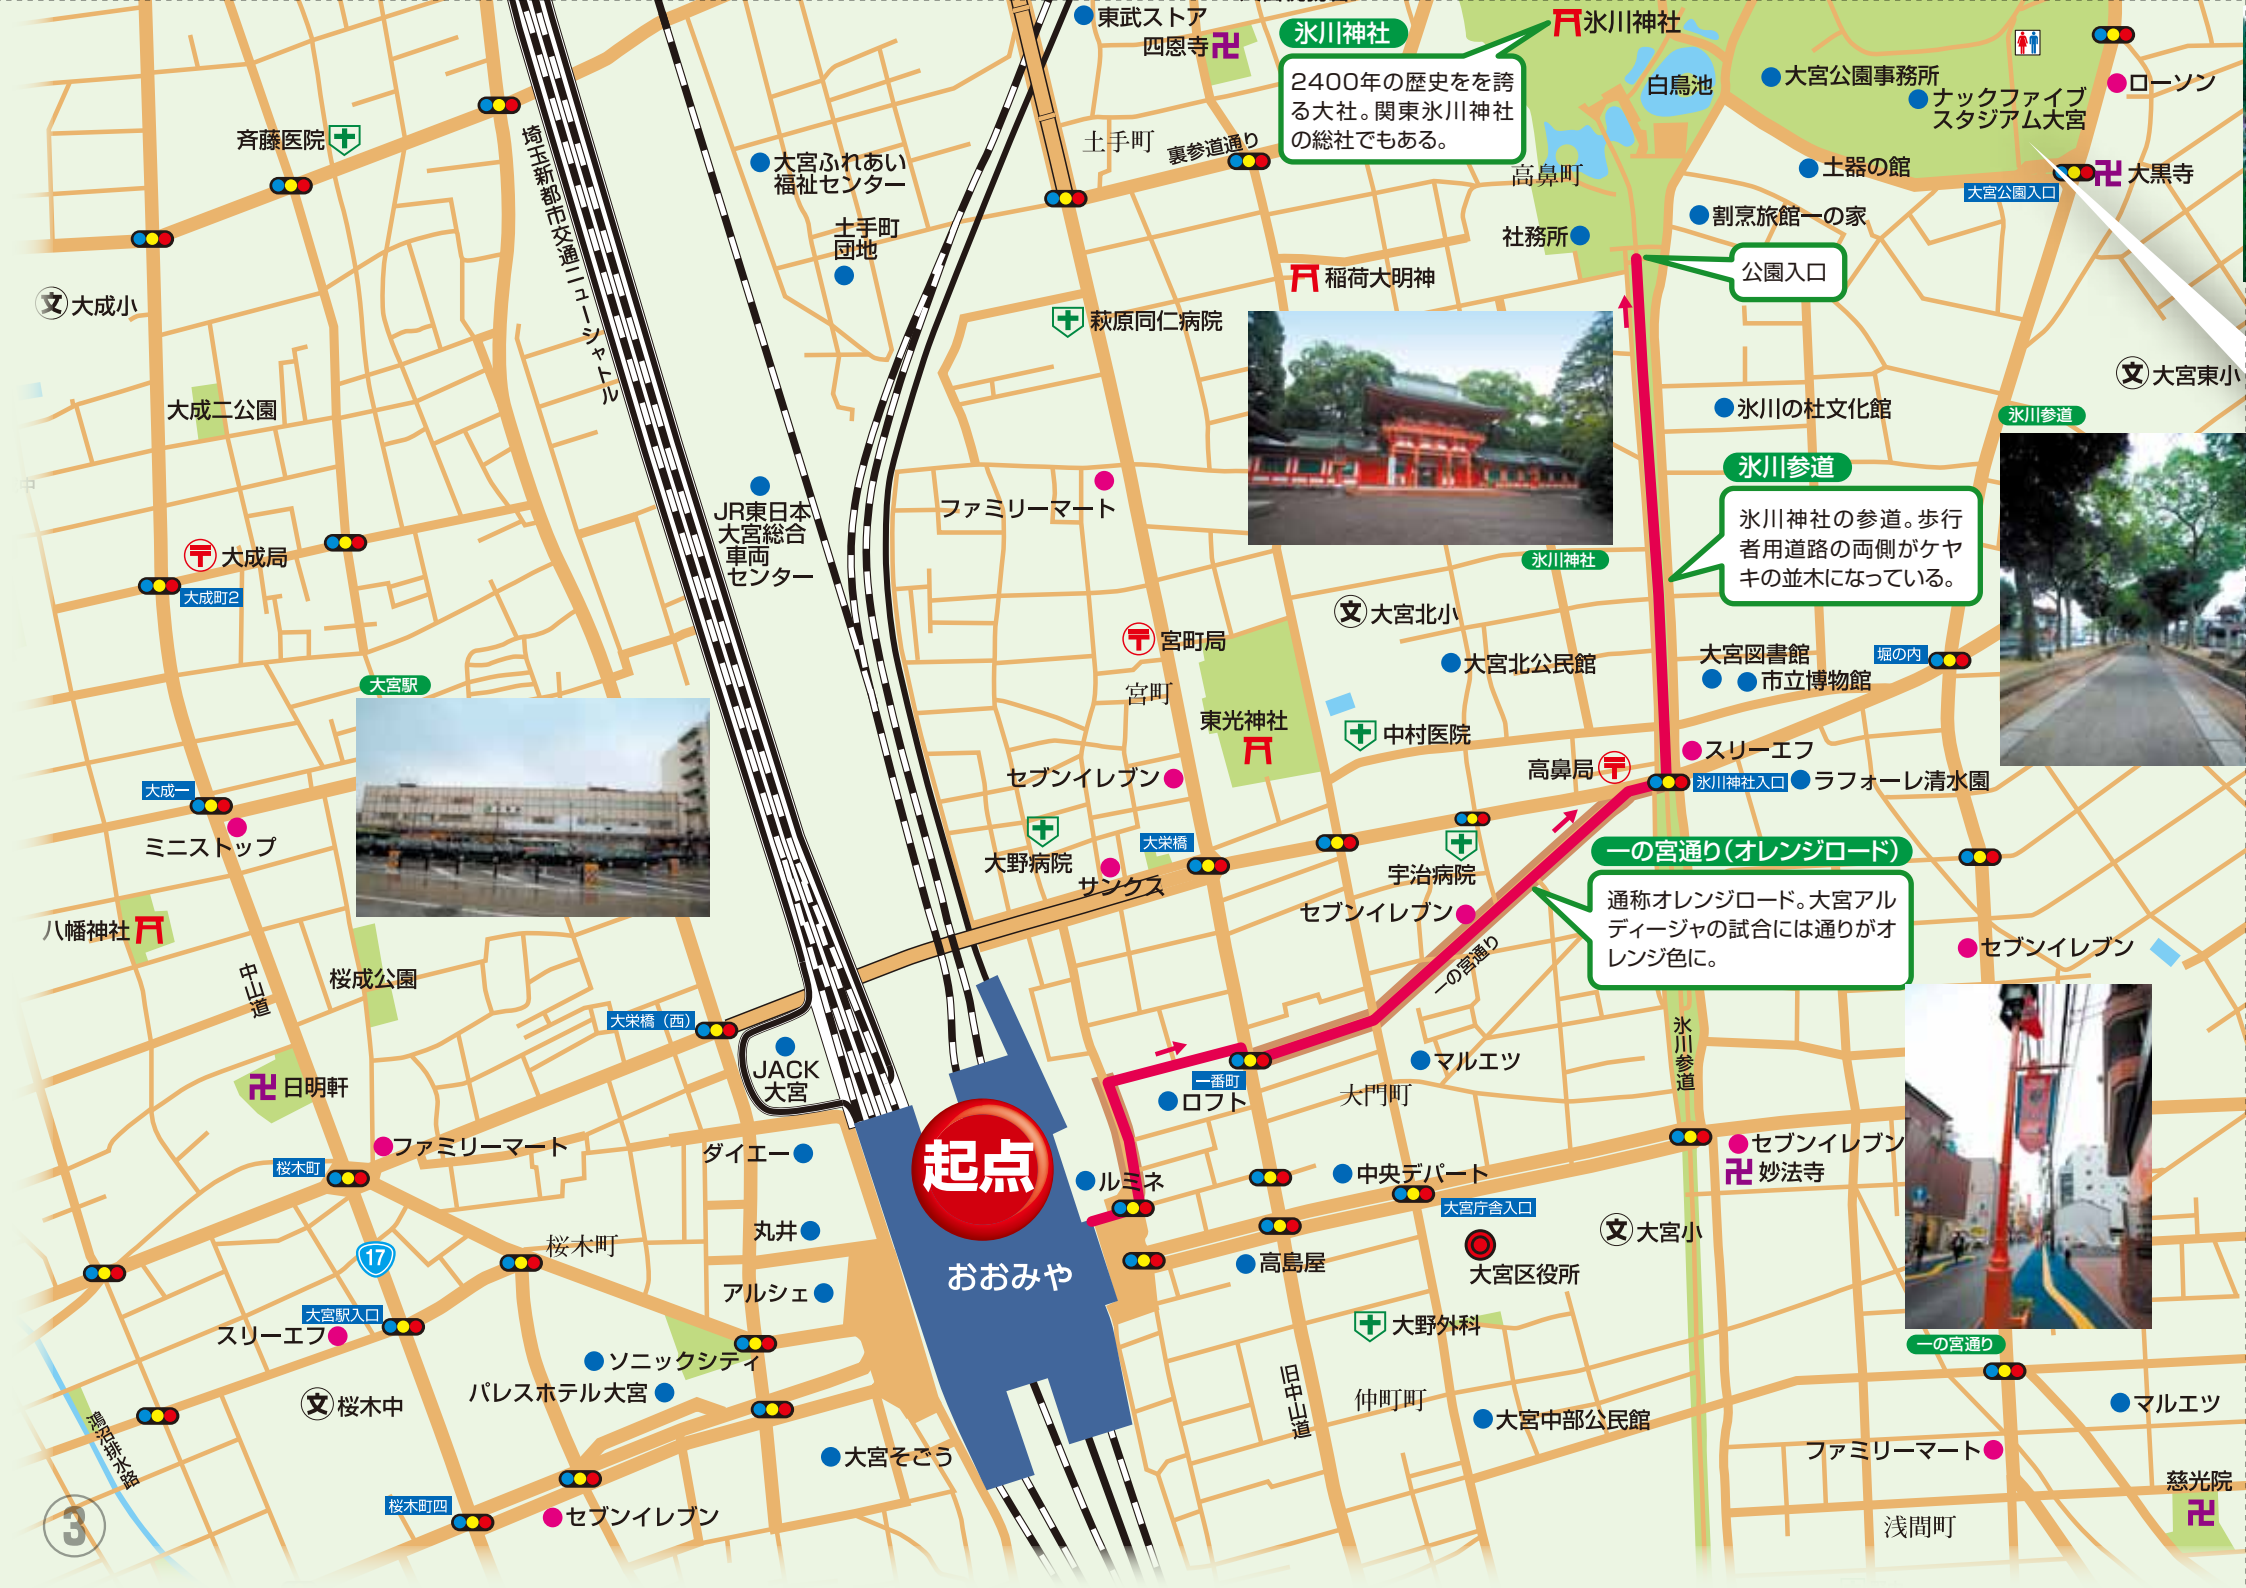 東武ストア
四恩寺
氷川神社
2400年の歴史をを誇
る大社。関東氷川神社
の総社でもある。
氷川神社
白鳥池
大宮公園事務所
ナックファイブ
スタジアム大宮
ローソン
斉藤医院
埼玉新都市交通ニューシャトル
大宮ふれあい
福祉センター
土手町
裏参道通り
高鼻町
土器の館
大宮公園入口
大黒寺
土手町
団地
社務所
割烹旅館一の家
公園入口
大成小
萩原同仁病院
稲荷大明神
大宮東小
大成二公園
氷川の杜文化館
氷川参道
氷川参道
氷川神社の参道。歩行
者用道路の両側がケヤ
キの並木になっている。
中
JR東日本
大宮総合
車両
センター
ファミリーマート
大成局
大成町2
氷川神社
大宮北小
宮町局
宮町
大宮北公民館
大宮図書館
市立博物館
堀の内
大宮駅
東光神社
中村医院
高鼻局
スリーエフ
氷川神社入口
ラフォーレ清水園
セブンイレブン
大成一
ミニストップ
大野病院
サンクス
大栄橋
宇治病院
セブンイレブン
一の宮通り
一の宮通り(オレンジロード)
通称オレンジロード。大宮アル
ディージャの試合には通りがオ
レンジ色に。
セブンイレブン
八幡神社
中山道
桜成公園
大栄橋(西)
JACK
大宮
氷川参道
日明軒
一番町
ロフト
マルエツ
大門町
ファミリーマート
桜木町
ダイエー
起点
ルミネ
中央デパート
大宮庁舎入口
セブンイレブン
妙法寺
丸井
17
桜木町
おおみや
高島屋
大宮区役所
大宮小
アルシェ
大宮駅入口
スリーエフ
大野外科
一の宮通り
ソニックシティ
パレスホテル大宮
桜木中
旧中山道
仲町町
大宮中部公民館
マルエツ
鴻沼排水路
大宮そごう
ファミリーマート
慈光院
桜木町四
セブンイレブン
浅間町
3